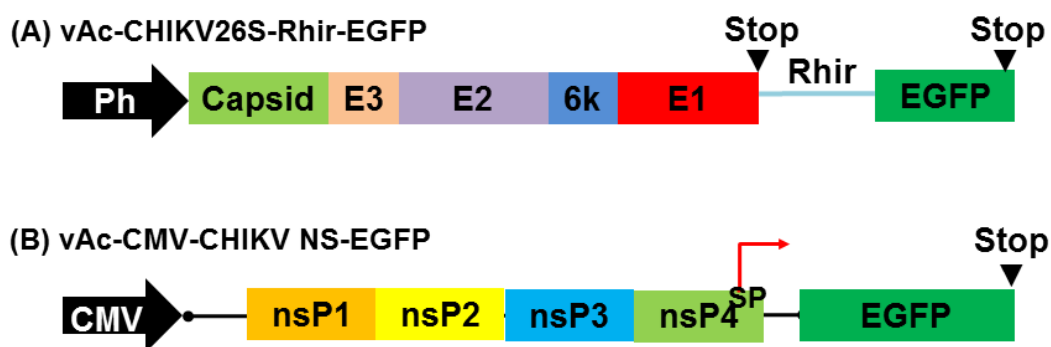 (A) vAc-CHIKV26S-Rhir-EGFP
Stop
Stop
Ph
Capsid
E3
E2
6k
E1
Rhir
EGFP
(B) vAc-CMV-CHIKV NS-EGFP
Stop
CMV
nsP1
nsP2
nsP3
nsP4
SP
EGFP